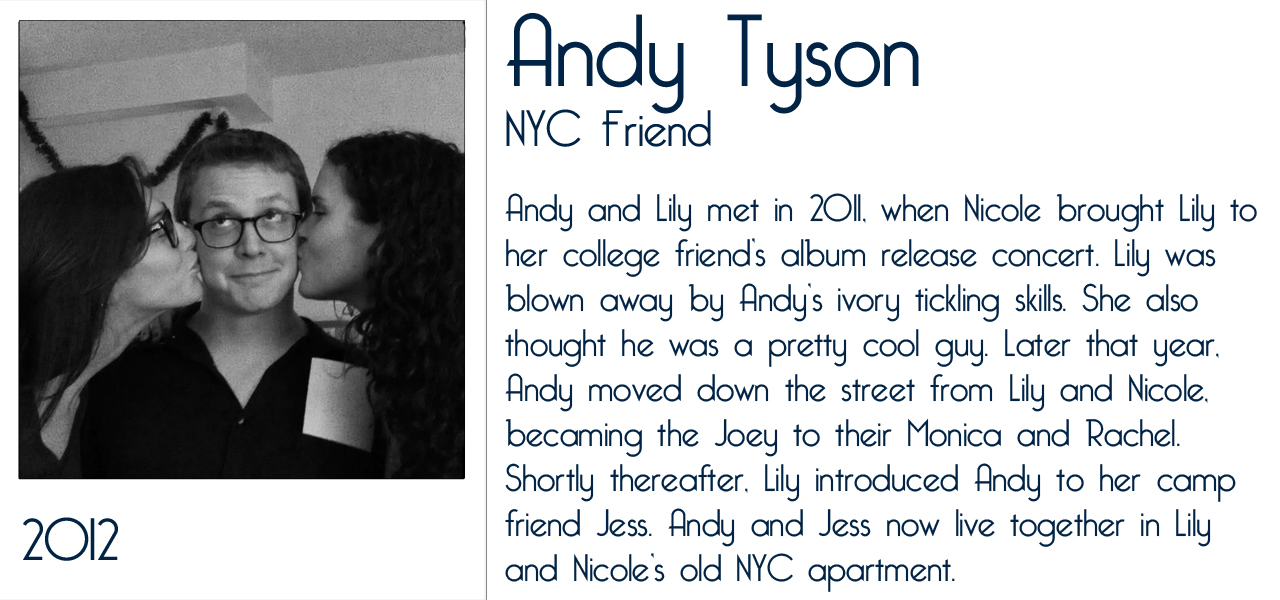 Andy Tyson
NYC Friend
Andy and Lily met in 2011, when Nicole brought Lily to
her college friend's album release concert. Lily was
blown away by Andy's ivory tickling skills. She also
thought he was a pretty cool guy. Later that year,
Andy moved down the street from Lily and Nicole,
becaming the Joey to their Monica and Rachel.
Shortly thereafter, Lily introduced Andy to her camp
friend Jess. Andy and Jess now live together in Lily
and Nicole's old NYC apartment.
2012